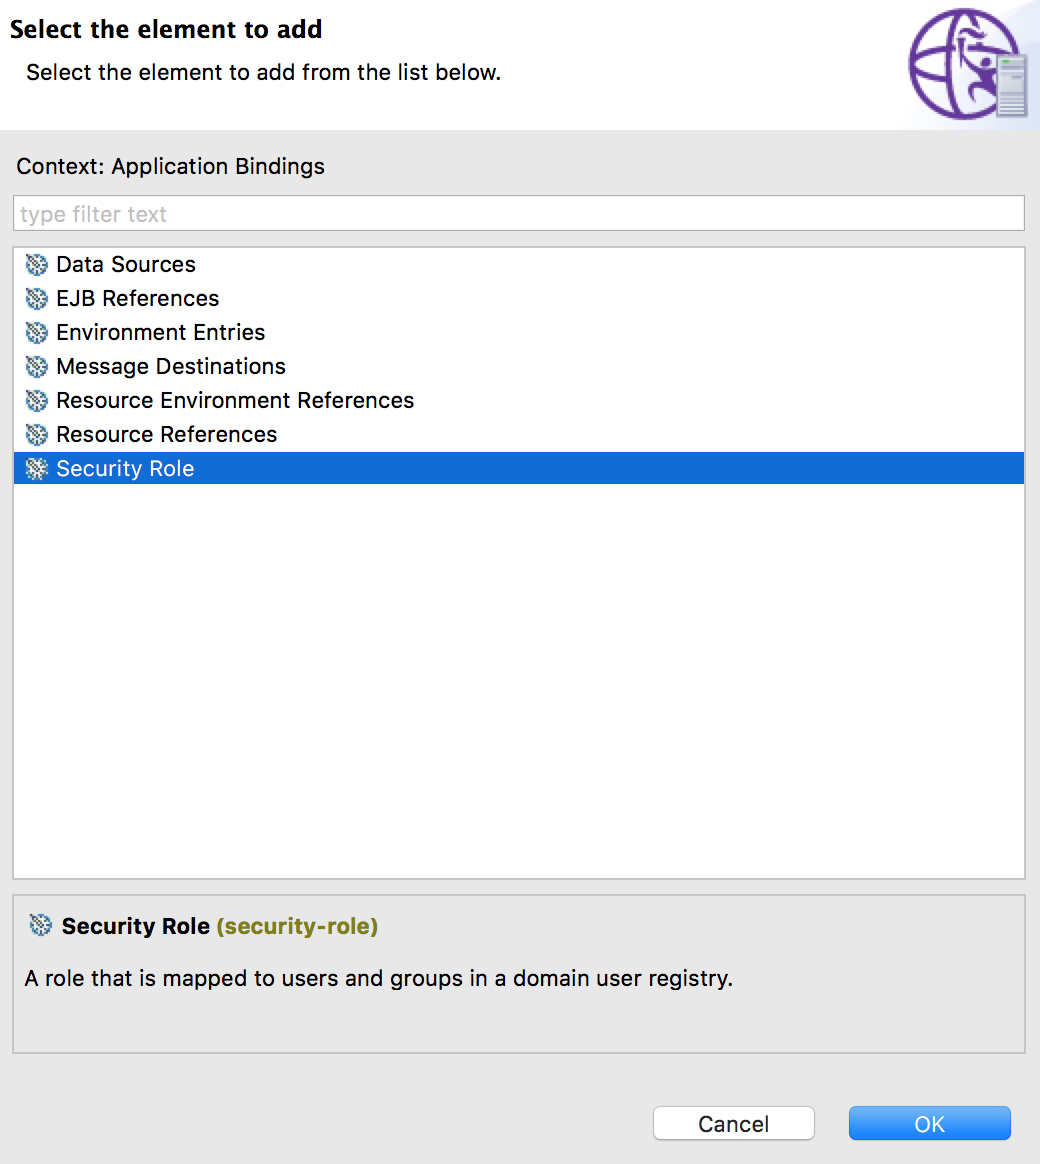 Select the element to add
Select the element to add from the list below.
Context: Application Bindings
type filter text
Data Sources
EJB References
Environment Entries
Message Destinations
Resource Environment References
Resource References
Security Role
Security Role (security-role)
A role that is mapped to users and groups in a domain user registry.
Cancel
OK